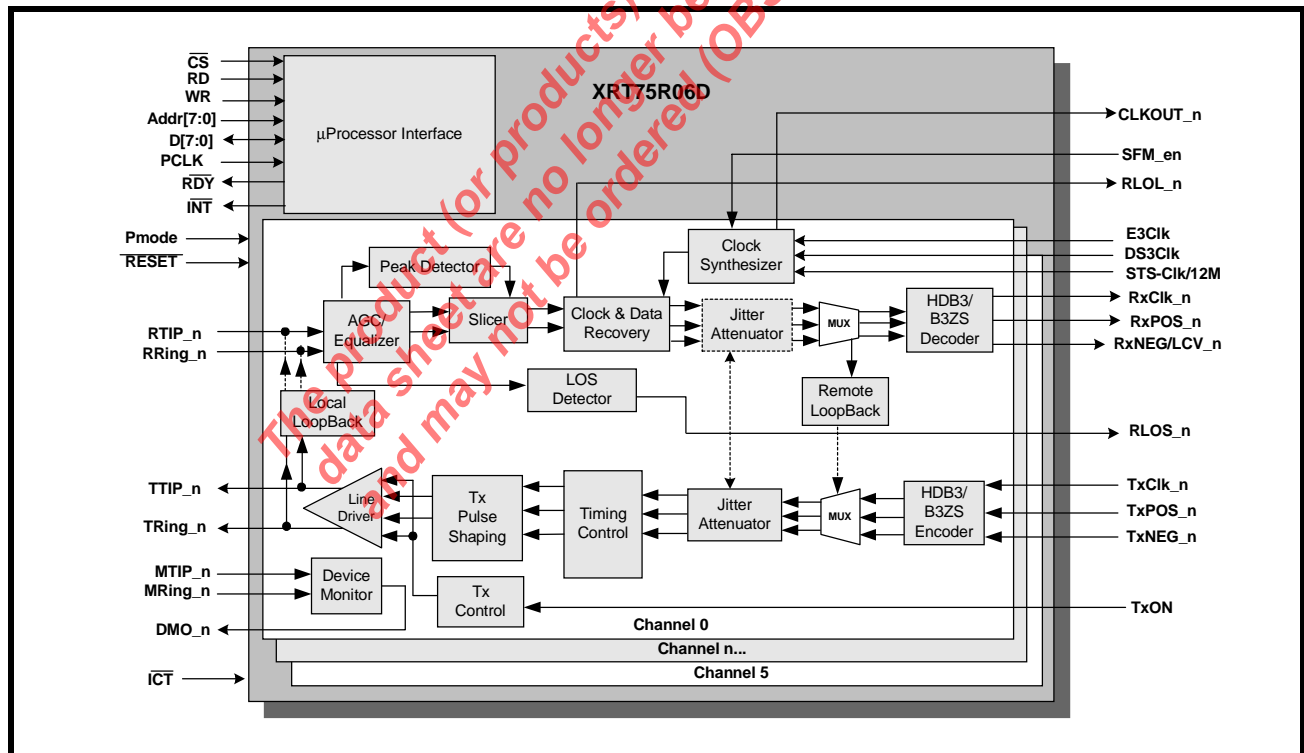 CS
RD
WR
Addr[7:0]
D[7:0]
PCLK
RDY
INT
Pmode
RESET
RTIP_n
RRing_n
TTIP_n
TRing_n
MTIP_n
MRing_n
DMO_n
ICT
XRT75R06D
µProcessor Interface
Peak Detector
AGC/
Equalizer
Slicer
Clock & Data
Recovery
Clock
Synthesizer
Jitter
Attenuator
MUX
HDB3/
B3ZS
Decoder
LOS
Detector
Remote
LoopBack
Local
LoopBack
Line
Driver
Tx
Pulse
Shaping
Timing
Control
Jitter
Attenuator
MUX
HDB3/
B3ZS
Encoder
Device
Monitor
Tx
Control
Channel 0
Channel n...
Channel 5
CLKOUT_n
SFM_en
RLOL_n
E3Clk
DS3Clk
STS-Clk/12M
RxClk_n
RxPOS_n
RxNEG/LCV_n
RLOS_n
TxClk_n
TxPOS_n
TxNEG_n
TxON
The product (or products)
data sheet are no longer be
and may not be ordered (OBS